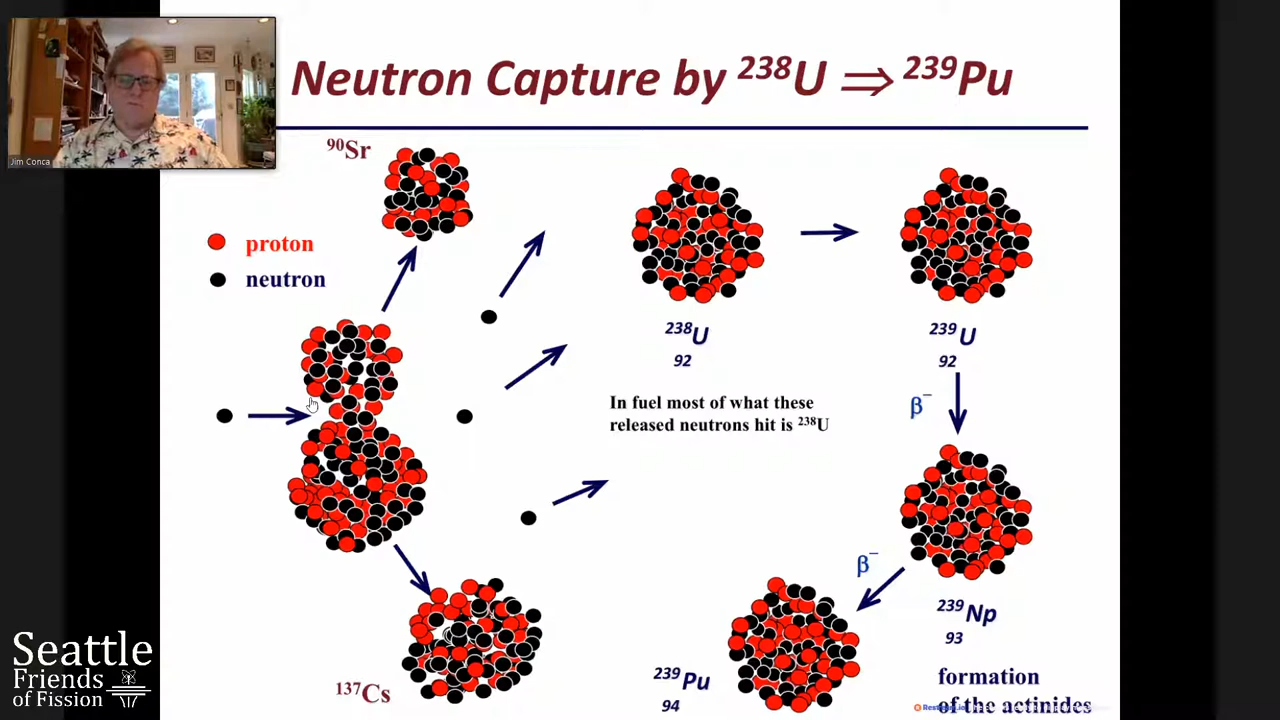 Neutron Capture by ²³⁸U ⇒ ²³⁹Pu
Jim Conca
⁹⁰Sr
proton
neutron
²³⁸U
92
²³⁹U
92
In fuel most of what these
released neutrons hit is ²³⁸U
β⁻
β⁻
²³⁹Np
93
²³⁹Pu
94
¹³⁷Cs
formation
of the actinides
Seattle
Friends
of Fission